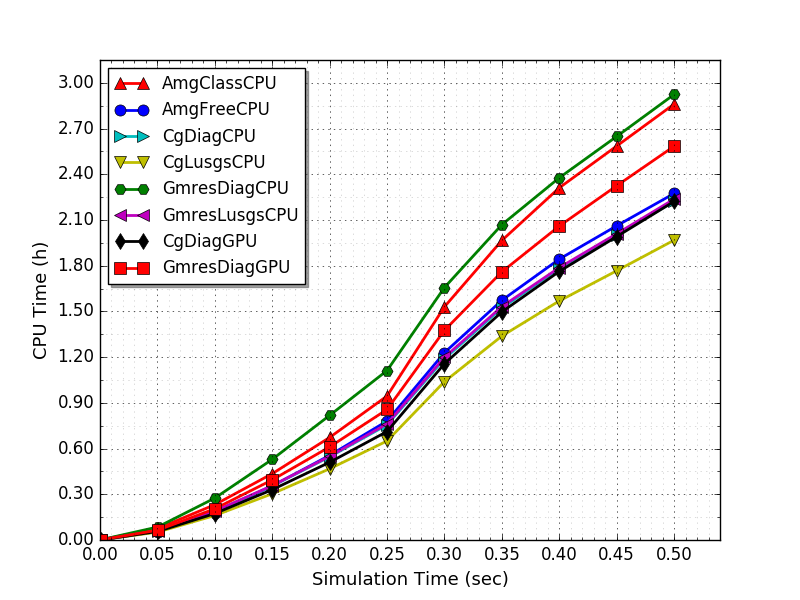 3.00
2.70
2.40
2.10
1.80
1.50
1.20
0.90
0.60
0.30
0.00
CPU Time (h)
AmgClassCPU
AmgFreeCPU
CgDiagCPU
CgLusgsCPU
GmresDiagCPU
GmresLusgsCPU
CgDiagGPU
GmresDiagGPU
0.00 0.05 0.10 0.15 0.20 0.25 0.30 0.35 0.40 0.45 0.50
Simulation Time (sec)